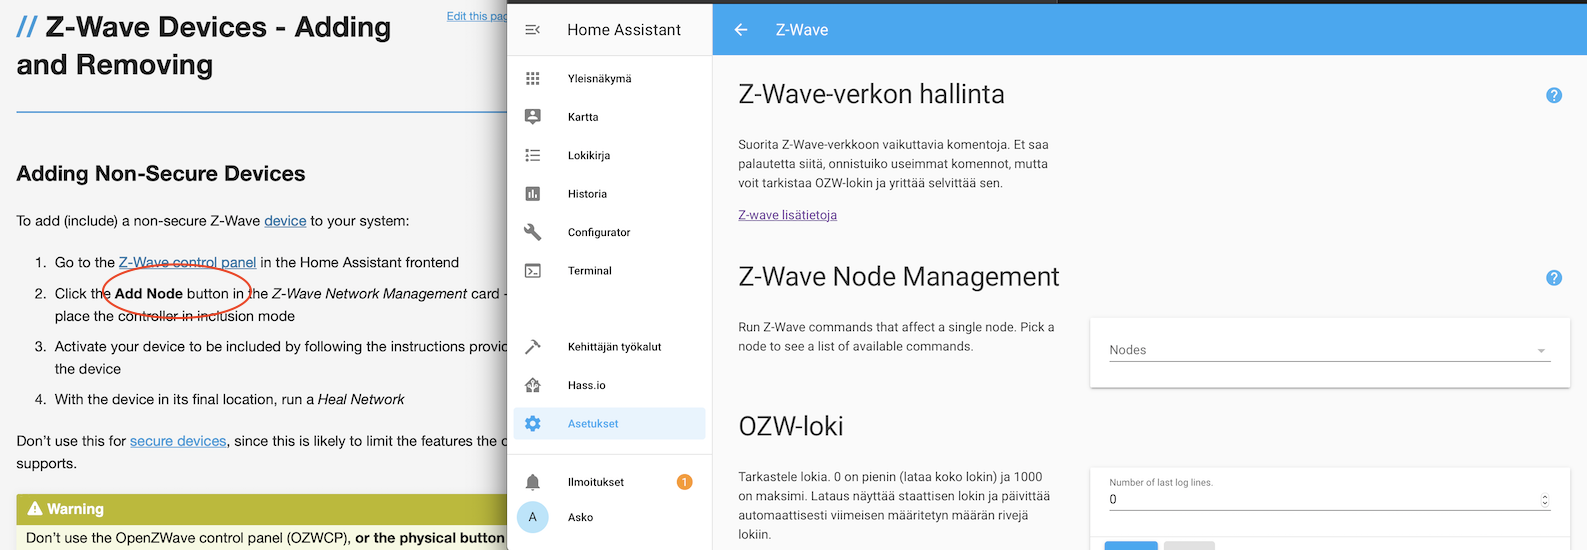 // Z-Wave Devices - Adding
and Removing
Edit this pag
Adding Non-Secure Devices
To add (include) a non-secure Z-Wave device to your system:
1. Go to the Z-Wave control panel in the Home Assistant frontend
2. Click the Add Node button in the Z-Wave Network Management card -
place the controller in inclusion mode
3. Activate your device to be included by following the instructions provid
the device
4. With the device in its final location, run a Heal Network
Don't use this for secure devices, since this is likely to limit the features the d
supports.
Warning
Don't use the OpenZWave control panel (OZWCP), or the physical button
Home Assistant
Yleisnäkymä
Kartta
Lokikirja
Historia
Configurator
Terminal
Kehittäjän työkalut
Hass.io
Asetukset
Ilmoitukset 1
A Asko
Z-Wave
Z-Wave-verkon hallinta
Suorita Z-Wave-verkkoon vaikuttavia komentoja. Et saa
palautetta siitä, onnistuiko useimmat komennot, mutta
voit tarkistaa OZW-lokin ja yrittää selvittää sen.
Z-wave lisätietoja
Z-Wave Node Management
Run Z-Wave commands that affect a single node. Pick a
node to see a list of available commands.
Nodes
OZW-loki
Tarkastele lokia. 0 on pienin (lataa koko lokin) ja 1000
on maksimi. Lataus näyttää staattisen lokin ja päivittää
automaattisesti viimeisen määritetyn määrän rivejä
lokiin.
Number of last log lines.
0